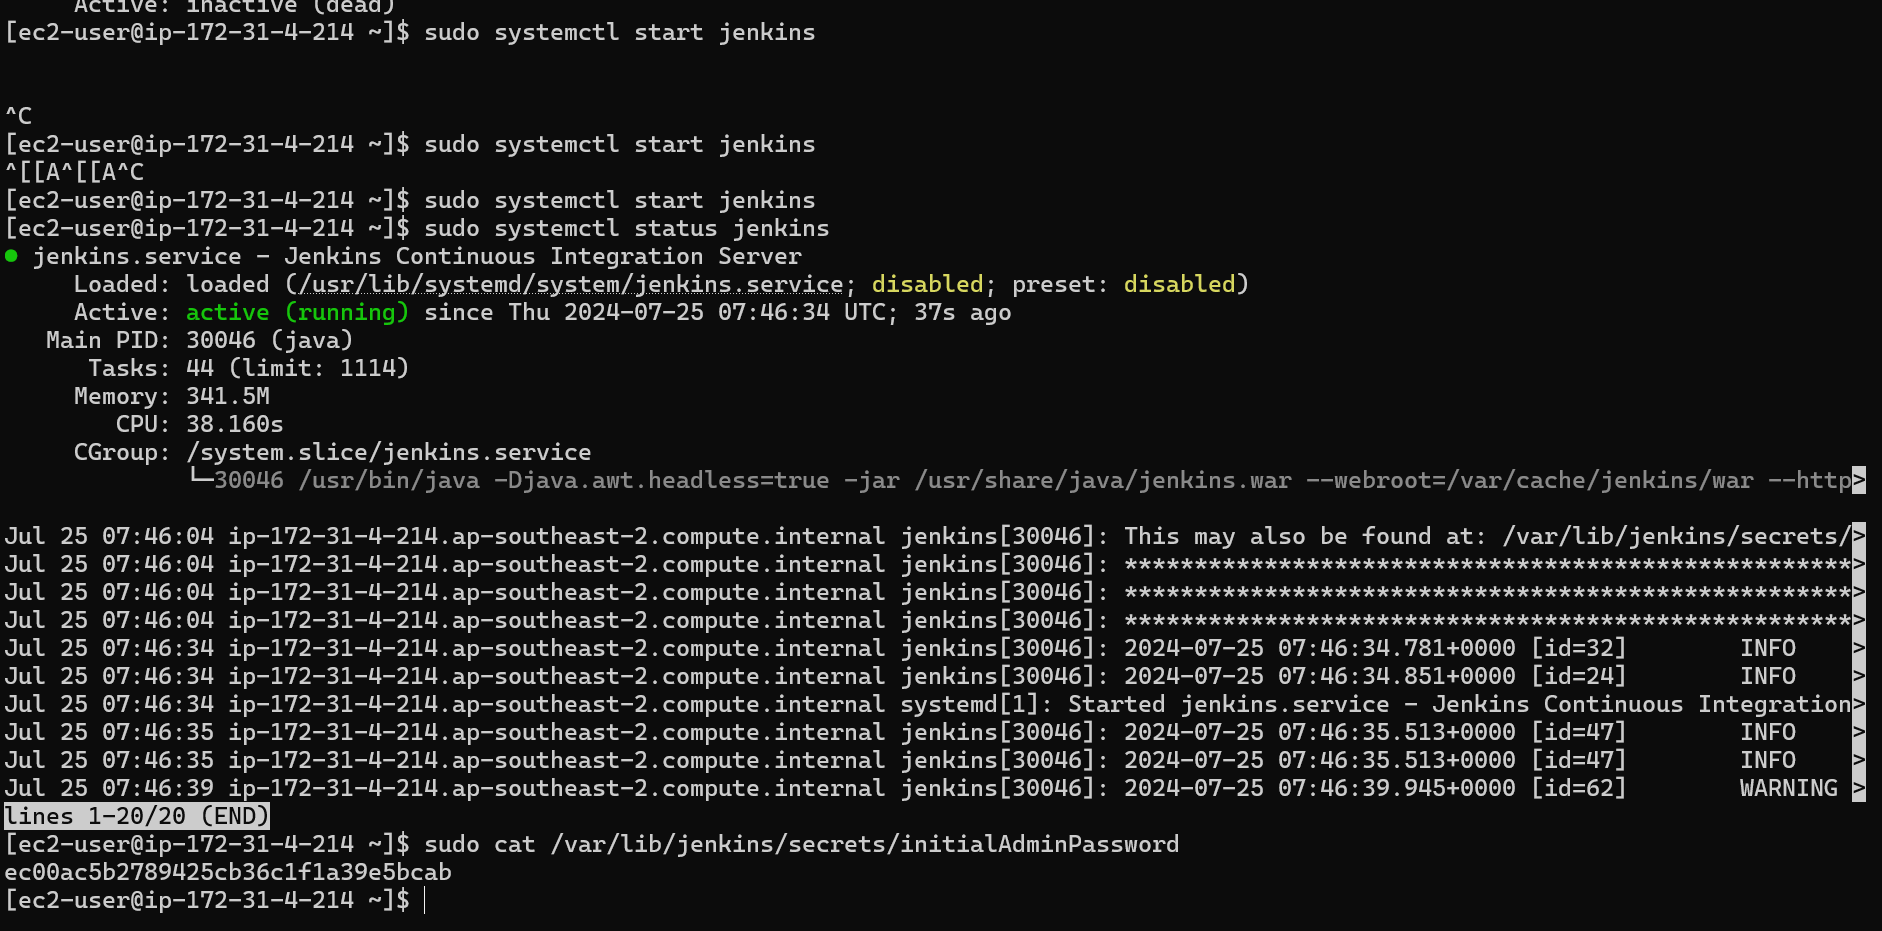 Active: inactive (dead)
[ec2-user@ip-172-31-4-214 ~]$ sudo systemctl start jenkins
^C
[ec2-user@ip-172-31-4-214 ~]$ sudo systemctl start jenkins
^[[A^[[A^C
[ec2-user@ip-172-31-4-214 ~]$ sudo systemctl start jenkins
[ec2-user@ip-172-31-4-214 ~]$ sudo systemctl status jenkins
● jenkins.service - Jenkins Continuous Integration Server
Loaded: loaded (/usr/lib/systemd/system/jenkins.service; disabled; preset: disabled)
Active: active (running) since Thu 2024-07-25 07:46:34 UTC; 37s ago
Main PID: 30046 (java)
Tasks: 44 (limit: 1114)
Memory: 341.5M
CPU: 38.160s
CGroup: /system.slice/jenkins.service
└─30046 /usr/bin/java -Djava.awt.headless=true -jar /usr/share/java/jenkins.war --webroot=/var/cache/jenkins/war --http>
Jul 25 07:46:04 ip-172-31-4-214.ap-southeast-2.compute.internal jenkins[30046]: This may also be found at: /var/lib/jenkins/secrets/>
Jul 25 07:46:04 ip-172-31-4-214.ap-southeast-2.compute.internal jenkins[30046]: ****************************************************>
Jul 25 07:46:04 ip-172-31-4-214.ap-southeast-2.compute.internal jenkins[30046]: ****************************************************>
Jul 25 07:46:04 ip-172-31-4-214.ap-southeast-2.compute.internal jenkins[30046]: ****************************************************>
Jul 25 07:46:34 ip-172-31-4-214.ap-southeast-2.compute.internal jenkins[30046]: 2024-07-25 07:46:34.781+0000 [id=32] INFO >
Jul 25 07:46:34 ip-172-31-4-214.ap-southeast-2.compute.internal jenkins[30046]: 2024-07-25 07:46:34.851+0000 [id=24] INFO >
Jul 25 07:46:34 ip-172-31-4-214.ap-southeast-2.compute.internal systemd[1]: Started jenkins.service - Jenkins Continuous Integration>
Jul 25 07:46:35 ip-172-31-4-214.ap-southeast-2.compute.internal jenkins[30046]: 2024-07-25 07:46:35.513+0000 [id=47] INFO >
Jul 25 07:46:35 ip-172-31-4-214.ap-southeast-2.compute.internal jenkins[30046]: 2024-07-25 07:46:35.513+0000 [id=47] INFO >
Jul 25 07:46:39 ip-172-31-4-214.ap-southeast-2.compute.internal jenkins[30046]: 2024-07-25 07:46:39.945+0000 [id=62] WARNING >
lines 1-20/20 (END)
[ec2-user@ip-172-31-4-214 ~]$ sudo cat /var/lib/jenkins/secrets/initialAdminPassword
ec00ac5b2789425cb36c1f1a39e5bcab
[ec2-user@ip-172-31-4-214 ~]$